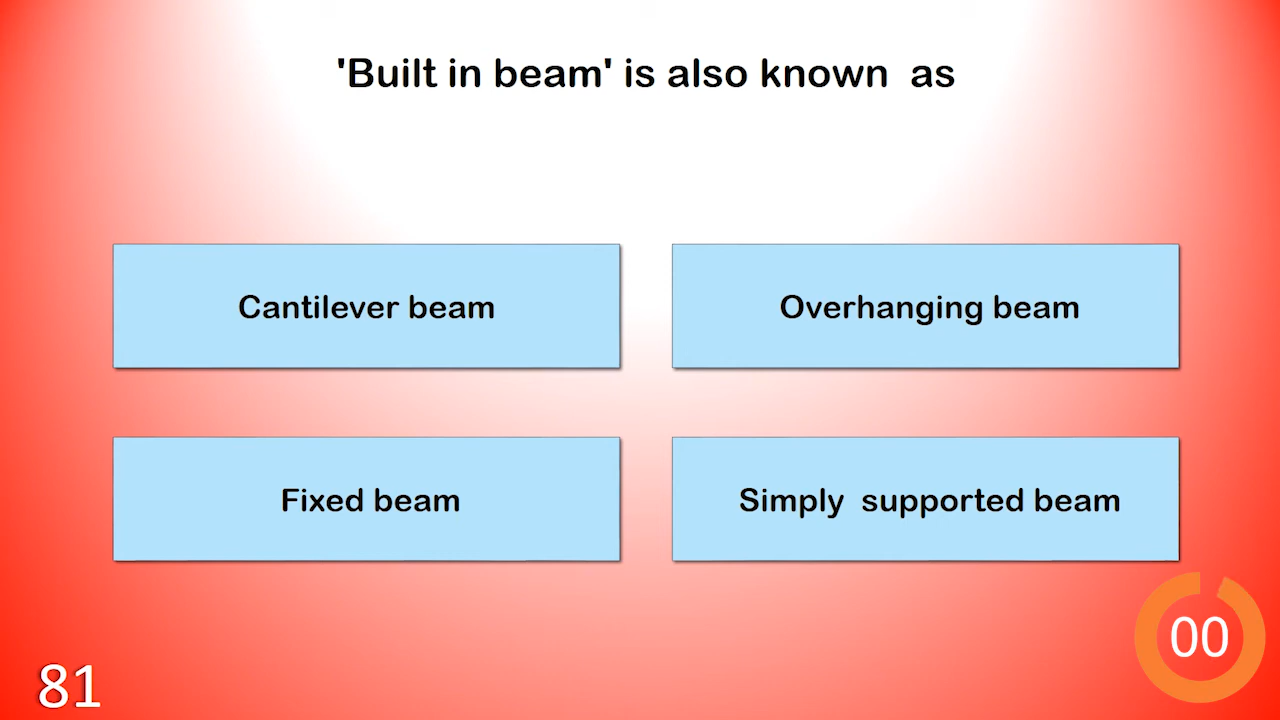 'Built in beam' is also known  as
Cantilever beam
Overhanging beam
Fixed beam
Simply  supported beam
00
81